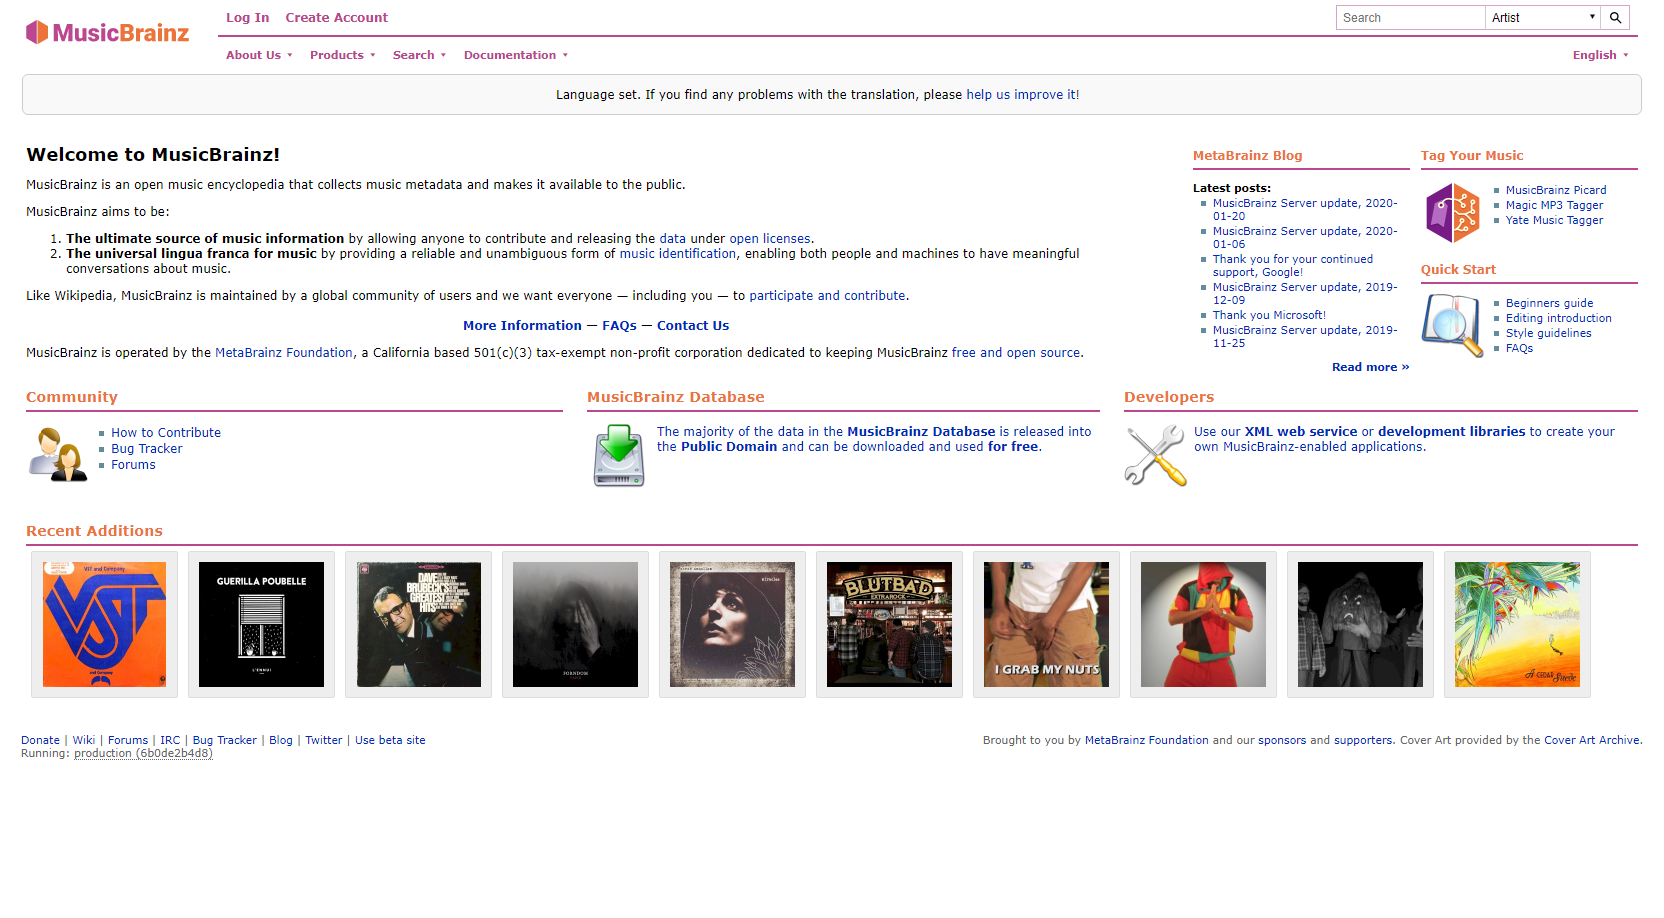 MusicBrainz
Log In Create Account
Search Artist
About Us Products Search Documentation English
Language set. If you find any problems with the translation, please help us improve it!
Welcome to MusicBrainz!
MusicBrainz is an open music encyclopedia that collects music metadata and makes it available to the public.
MusicBrainz aims to be:
1. The ultimate source of music information by allowing anyone to contribute and releasing the data under open licenses.
2. The universal lingua franca for music by providing a reliable and unambiguous form of music identification, enabling both people and machines to have meaningful
conversations about music.
Like Wikipedia, MusicBrainz is maintained by a global community of users and we want everyone — including you — to participate and contribute.
More Information — FAQs — Contact Us
MusicBrainz is operated by the MetaBrainz Foundation, a California based 501(c)(3) tax-exempt non-profit corporation dedicated to keeping MusicBrainz free and open source.
MetaBrainz Blog
Latest posts:
MusicBrainz Server update, 2020-
01-20
MusicBrainz Server update, 2020-
01-06
Thank you for your continued
support, Google!
MusicBrainz Server update, 2019-
12-09
Thank you Microsoft!
MusicBrainz Server update, 2019-
11-25
Read more »
Tag Your Music
MusicBrainz Picard
Magic MP3 Tagger
Yate Music Tagger
Quick Start
Beginners guide
Editing introduction
Style guidelines
FAQs
Community
How to Contribute
Bug Tracker
Forums
MusicBrainz Database
The majority of the data in the MusicBrainz Database is released into
the Public Domain and can be downloaded and used for free.
Developers
Use our XML web service or development libraries to create your
own MusicBrainz-enabled applications.
Recent Additions
VST and Company
VST
and Company
GUERILLA POUBELLE
L'ENNUI
DAVE
BRUBECK'S
GREATEST
HITS
FORNDOM
miracles
BLUTBAD
EXTRAROCK
I GRAB MY NUTS
A CEDAR Suede
Donate | Wiki | Forums | IRC | Bug Tracker | Blog | Twitter | Use beta site
Running: production (6b0de2b4d8)
Brought to you by MetaBrainz Foundation and our sponsors and supporters. Cover Art provided by the Cover Art Archive.